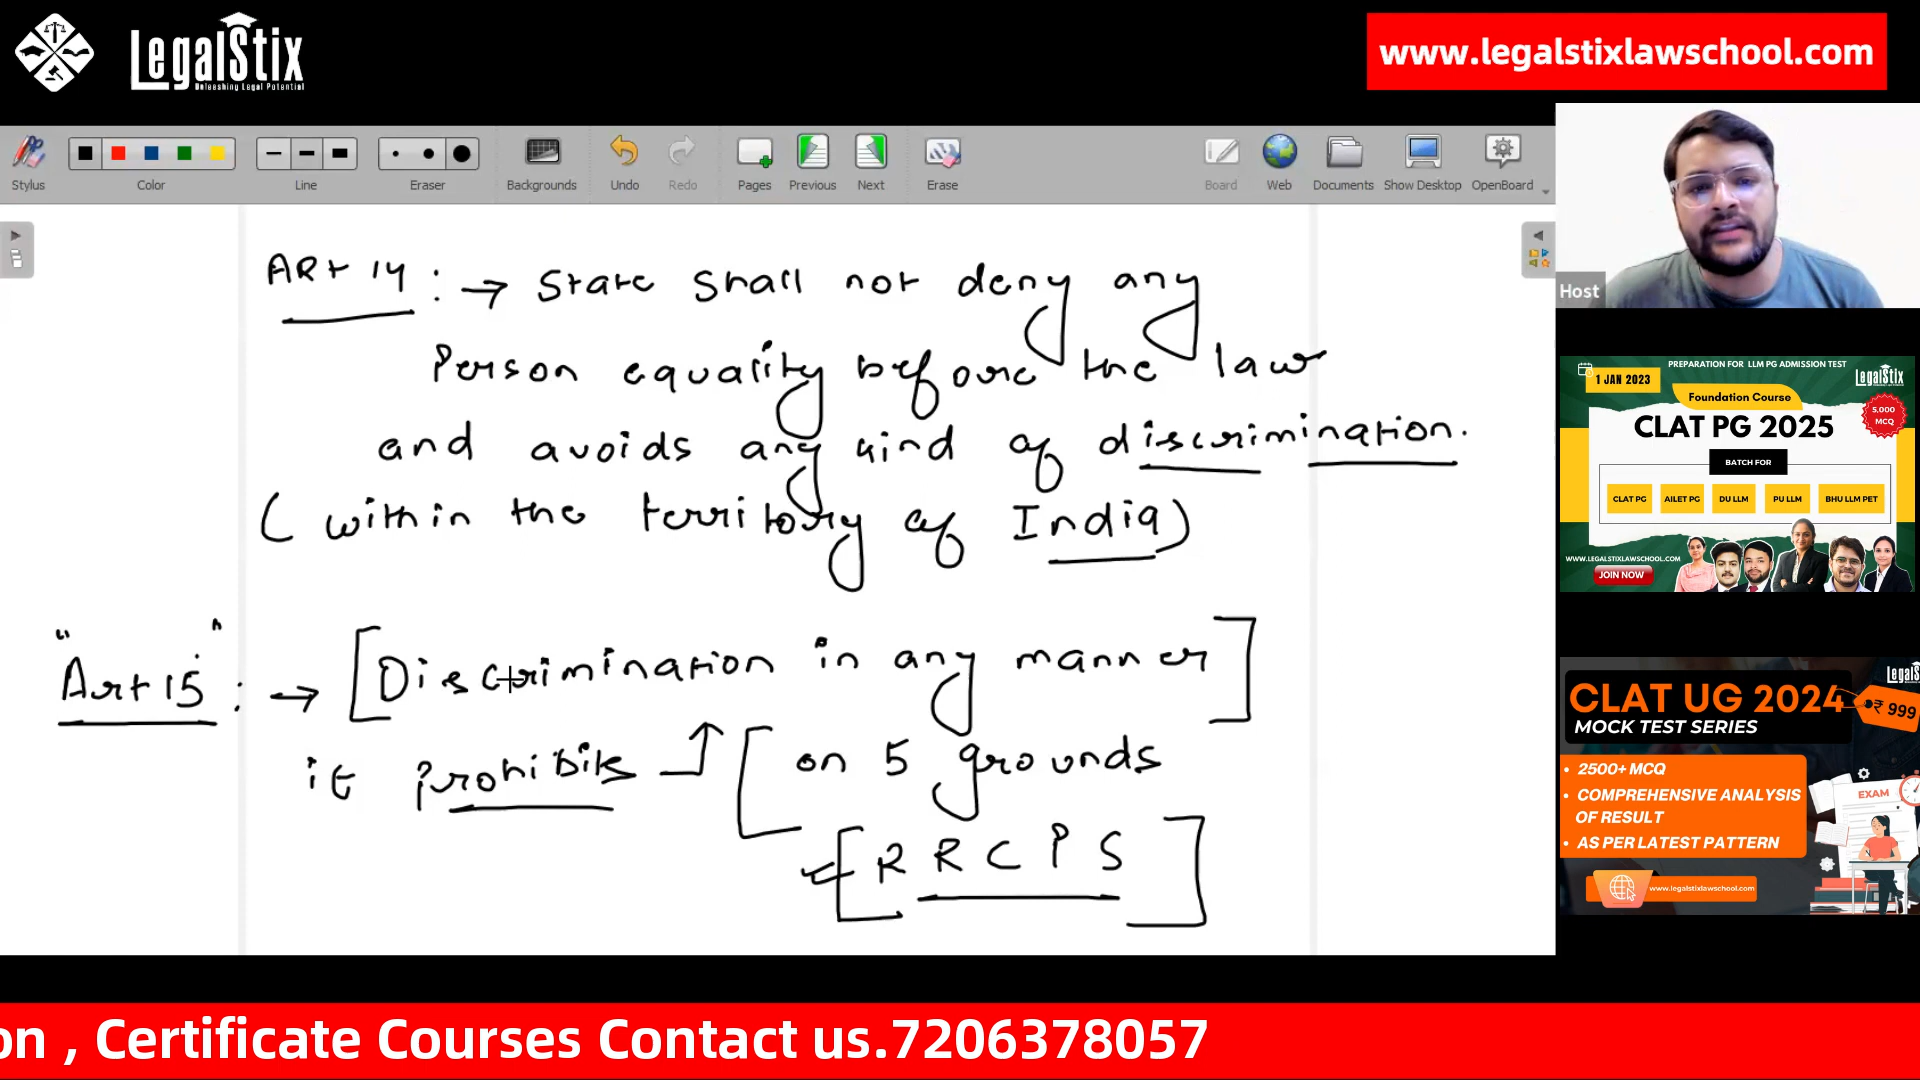 LegalStix
Unleashing Legal Potential
www.legalstixlawschool.com
Stylus
Color
Line
Eraser
Backgrounds
Undo
Redo
Pages
Previous
Next
Erase
Board
Web
Documents
Show Desktop
OpenBoard
ARt 14 : → State shall not deny any
Person equality before the law
and avoids any kind of discrimination.
( within the territory of India )
"Art 15" : → [Discrimination in any manner]
it prohibits [ on 5 grounds
[ R R C P S ]
Host
PREPARATION FOR LLM PG ADMISSION TEST
LegalStix
1 JAN 2023
Foundation Course
5,000
MCQ
CLAT PG 2025
BATCH FOR
CLAT PG
AILET PG
DU LLM
PU LLM
BHU LLM PET
WWW.LEGALSTIXLAWSCHOOL.COM
JOIN NOW
LegalS
CLAT UG 2024
₹ 999
MOCK TEST SERIES
• 2500+ MCQ
• COMPREHENSIVE ANALYSIS
OF RESULT
• AS PER LATEST PATTERN
EXAM
www.legalstixlawschool.com
on , Certificate Courses Contact us.7206378057